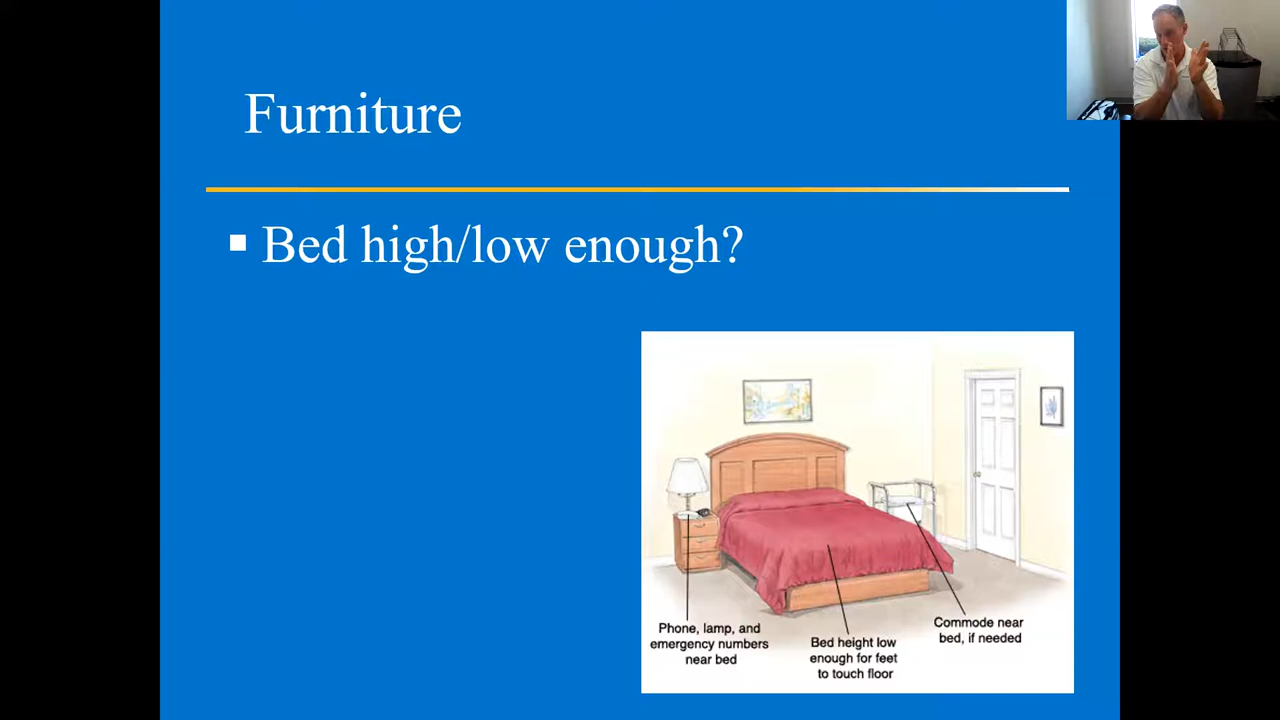 Furniture
Bed high/low enough?
Phone, lamp, and
emergency numbers
near bed
Bed height low
enough for feet
to touch floor
Commode near
bed, if needed